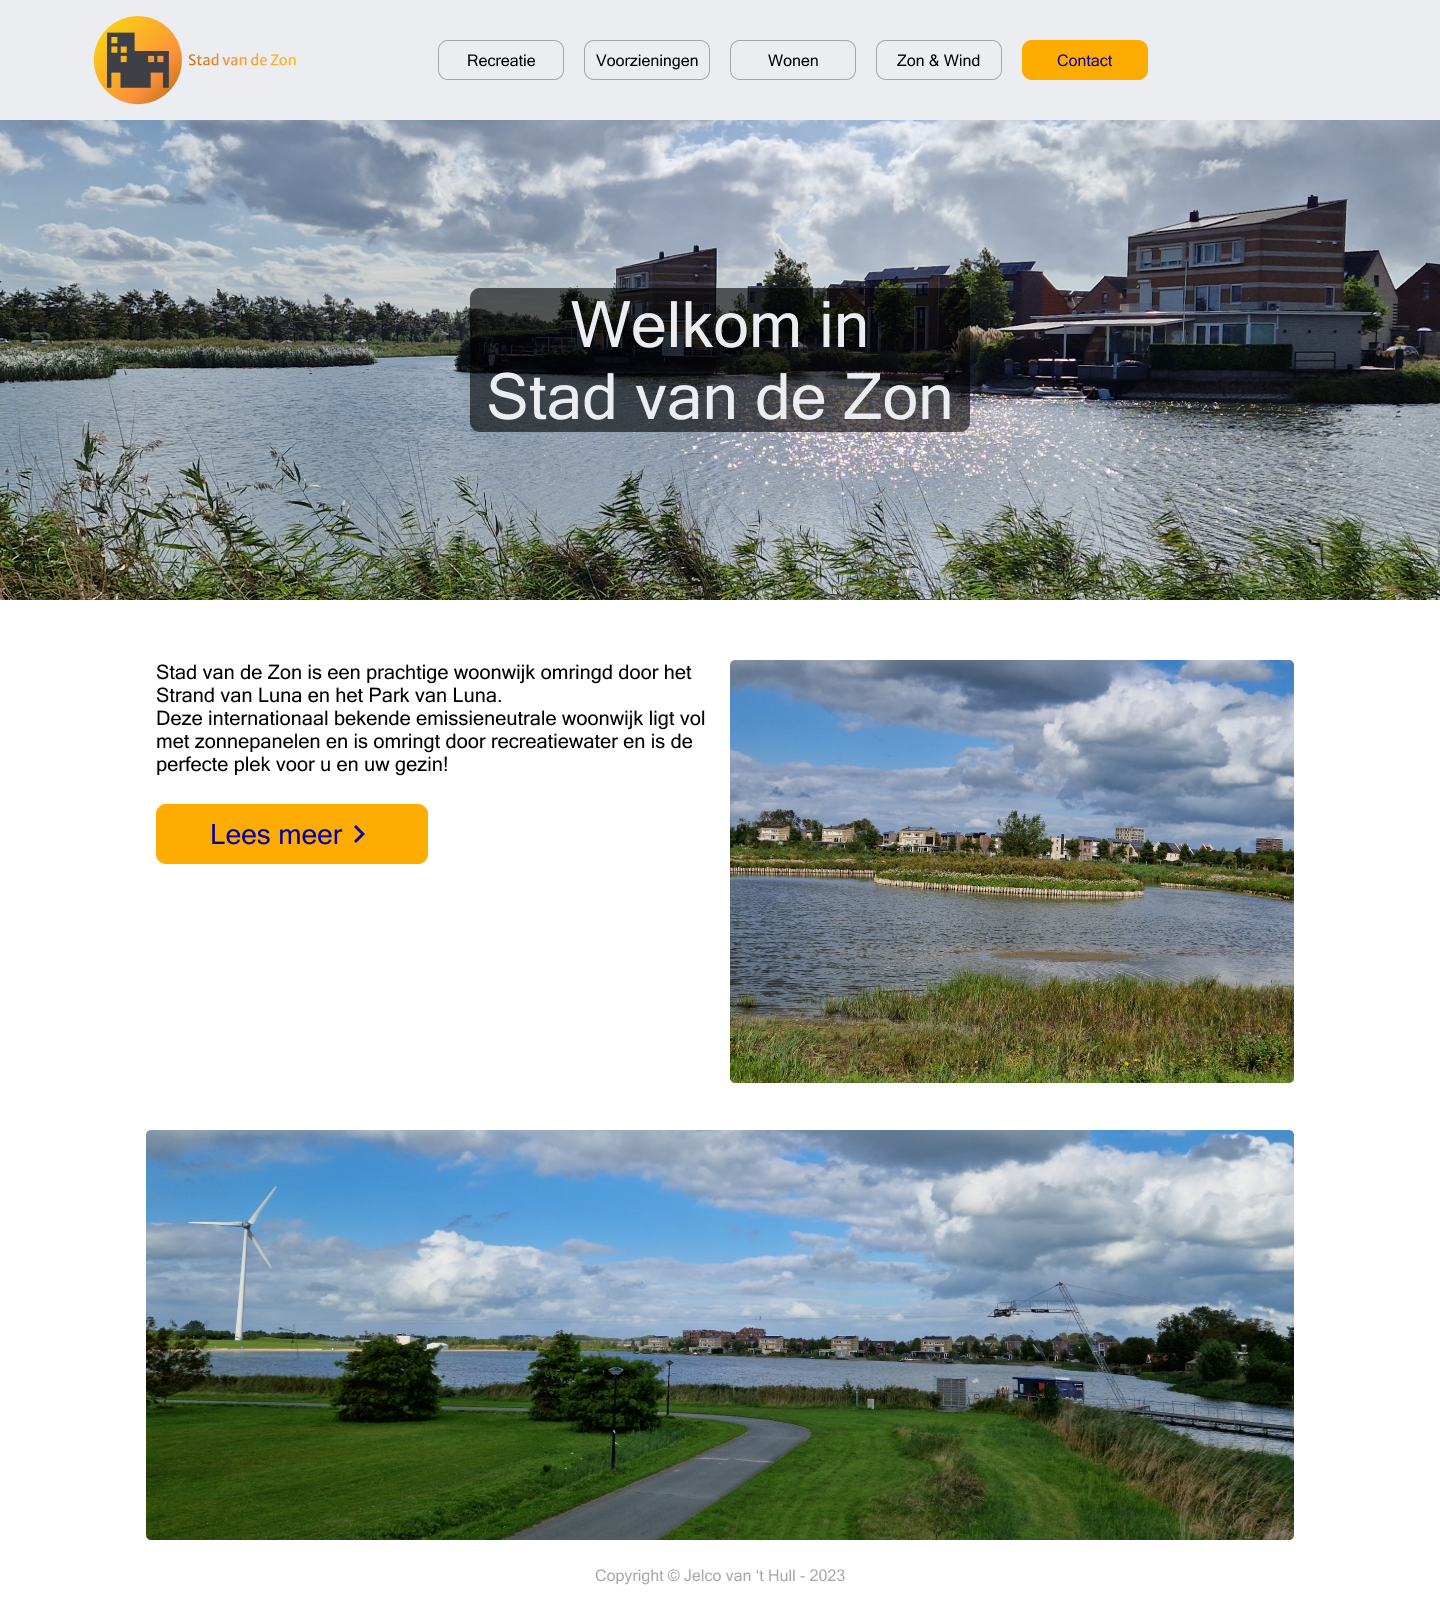 Stad van de Zon
Recreatie
Voorzieningen
Wonen
Zon & Wind
Contact
Welkom in
Stad van de Zon
Stad van de Zon is een prachtige woonwijk omringd door het
Strand van Luna en het Park van Luna.
Deze internationaal bekende emissieneutrale woonwijk ligt vol
met zonnepanelen en is omringt door recreatiewater en is de
perfecte plek voor u en uw gezin!
Lees meer >
Copyright © Jelco van ‘t Hull - 2023